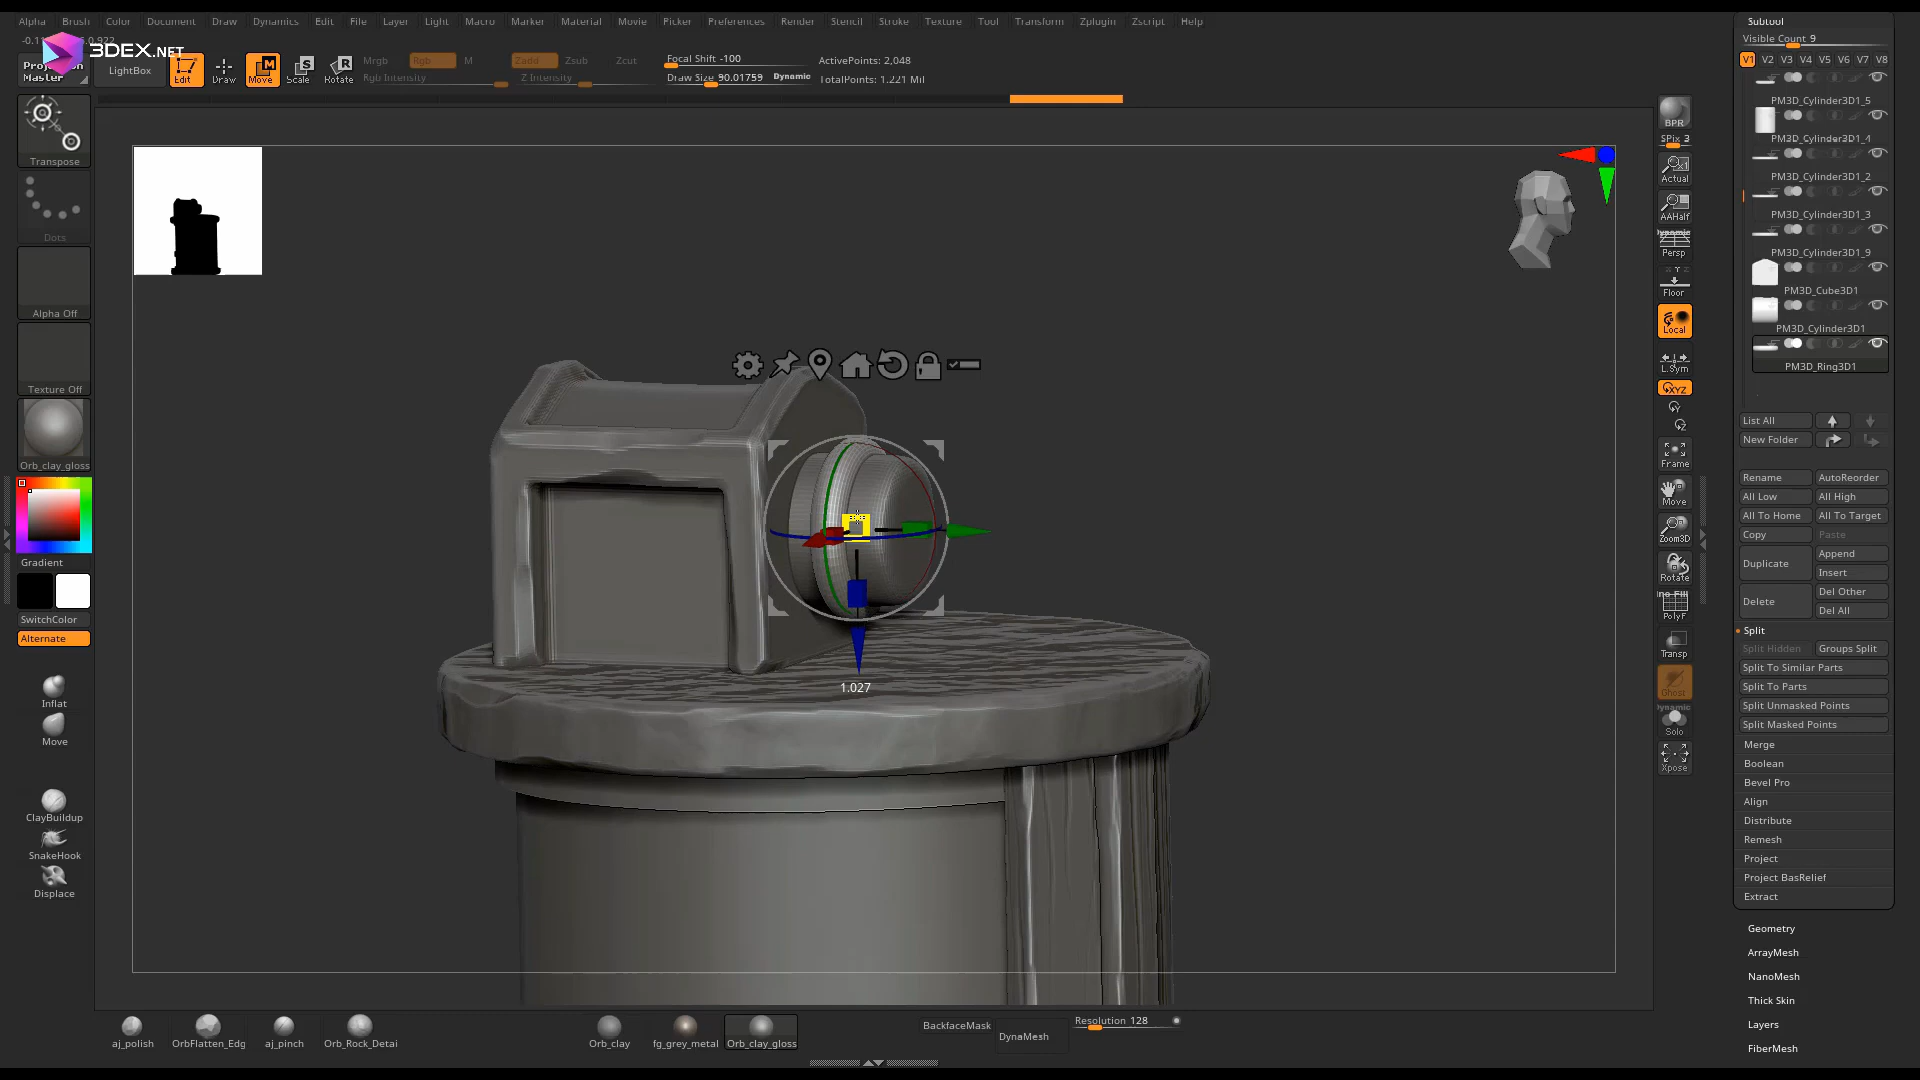 Alpha Brush Color Document Draw Dynamics Edit File Layer Light Macro Marker Material Movie Picker Preferences Render Stencil Stroke Texture Tool Transform Zplugin Zscript Help
3DEX.NET
Master
LightBox
Edit
Draw
Move
Scale
Rotate
Mrgb
Rgb
M
Rgb Intensity
Zadd
Zsub
Zcut
Z Intensity
Focal Shift -100
Draw Size 90.01759 Dynamic
ActivePoints: 2,048
TotalPoints: 1.221 Mil
Transpose
Dots
Alpha Off
Texture Off
Orb_clay_gloss
Gradient
SwitchColor
Alternate
Inflat
Move
ClayBuildup
SnakeHook
Displace
1.027
BPR
SPix 3
Actual
AAHalf
Dynamic
Persp
Floor
Local
L.Sym
XYZ
Frame
Move
Zoom3D
Rotate
PolyF
Transp
Ghost
Dynamic
Solo
Xpose
Subtool
Visible Count 9
V1 V2 V3 V4 V5 V6 V7 V8
PM3D_Cylinder3D1_5
PM3D_Cylinder3D1_4
PM3D_Cylinder3D1_2
PM3D_Cylinder3D1_3
PM3D_Cylinder3D1_9
PM3D_Cube3D1
PM3D_Cylinder3D1
PM3D_Ring3D1
List All
New Folder
Rename AutoReorder
All Low All High
All To Home All To Target
Copy Paste
Duplicate Append
Insert
Delete Del Other
Del All
Split
Split Hidden Groups Split
Split To Similar Parts
Split To Parts
Split Unmasked Points
Split Masked Points
Merge
Boolean
Bevel Pro
Align
Distribute
Remesh
Project
Project BasRelief
Extract
Geometry
ArrayMesh
NanoMesh
Thick Skin
Layers
FiberMesh
aj_polish
OrbFlatten_Edg
aj_pinch
Orb_Rock_Detai
Orb_clay
fg_grey_metal
Orb_clay_gloss
BackfaceMask
DynaMesh
Resolution 128